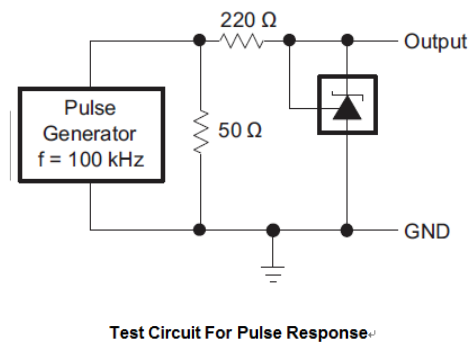 220 Ω
Output
Pulse
Generator
f = 100 kHz
50 Ω
GND
Test Circuit For Pulse Response